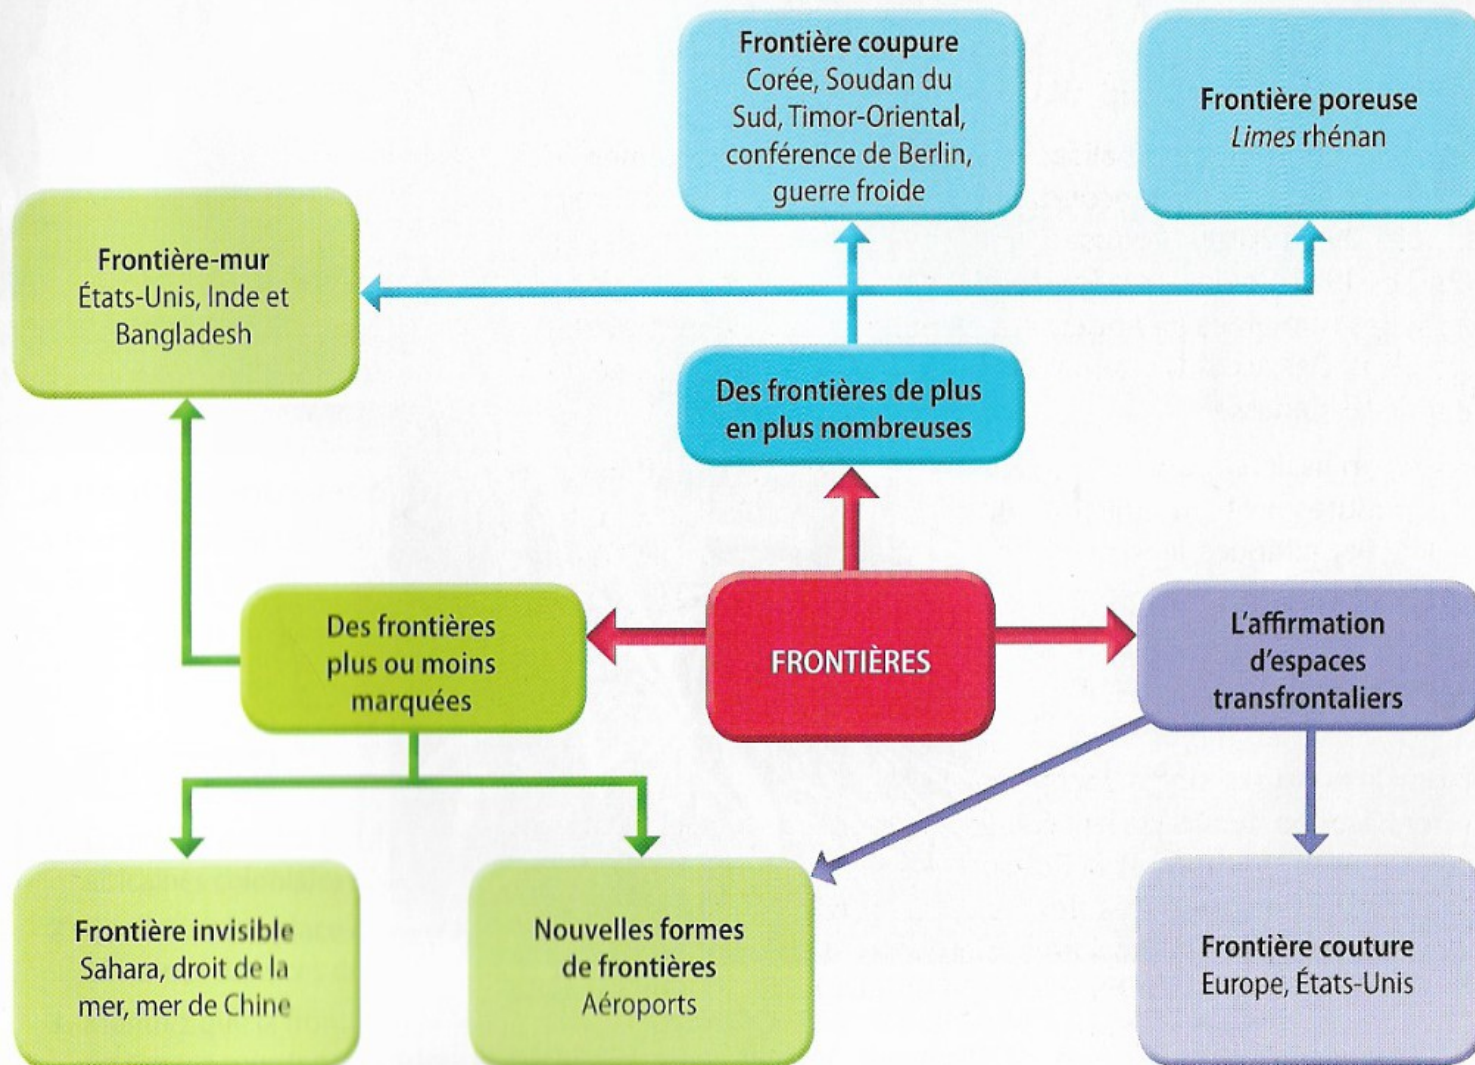 Frontière coupure
Corée, Soudan du
Sud, Timor-Oriental,
conférence de Berlin,
guerre froide
Frontière poreuse
Limes rhénan
Frontière-mur
États-Unis, Inde et
Bangladesh
Des frontières de plus
en plus nombreuses
Des frontières
plus ou moins
marquées
FRONTIÈRES
L'affirmation
d'espaces
transfrontaliers
Frontière invisible
Sahara, droit de la
mer, mer de Chine
Nouvelles formes
de frontières
Aéroports
Frontière couture
Europe, États-Unis